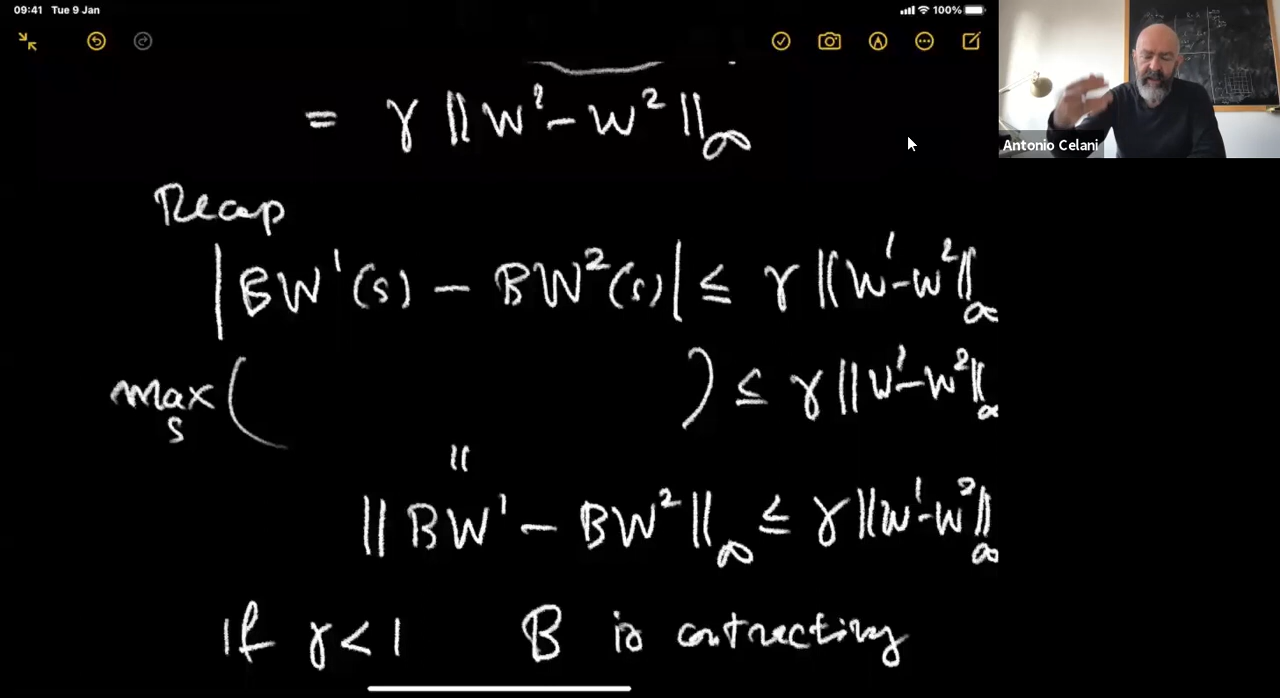 09:41 Tue 9 Jan 100%
= γ ||W¹ - W²||∞
Antonio Celani
Recap
|BW¹(s) - BW²(s)| ≤ γ ||W¹-W²||∞
max_s ( ) ≤ γ ||W¹-W²||∞
||
||BW¹ - BW²||∞ ≤ γ ||W¹-W²||∞
If γ < 1 B is contracting